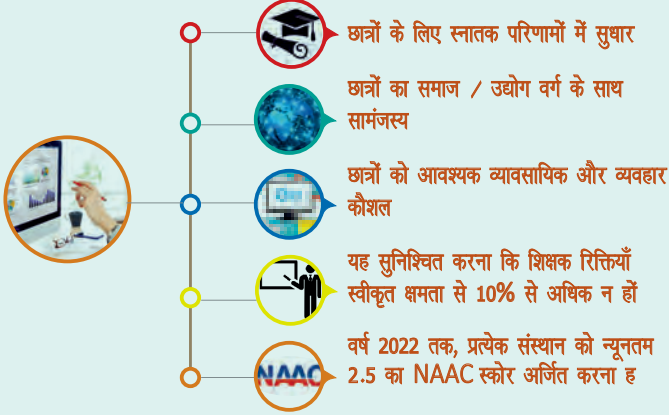 छात्रों के लिए स्नातक परिणामों में सुधार
छात्रों का समाज / उद्योग वर्ग के साथ
सामंजस्य
छात्रों को आवश्यक व्यावसायिक और व्यवहार
कौशल
यह सुनिश्चित करना कि शिक्षक रिक्तियाँ
स्वीकृत क्षमता से 10% से अधिक न हों
वर्ष 2022 तक, प्रत्येक संस्थान को न्यूनतम
NAAC
2.5 का NAAC स्कोर अर्जित करना ह